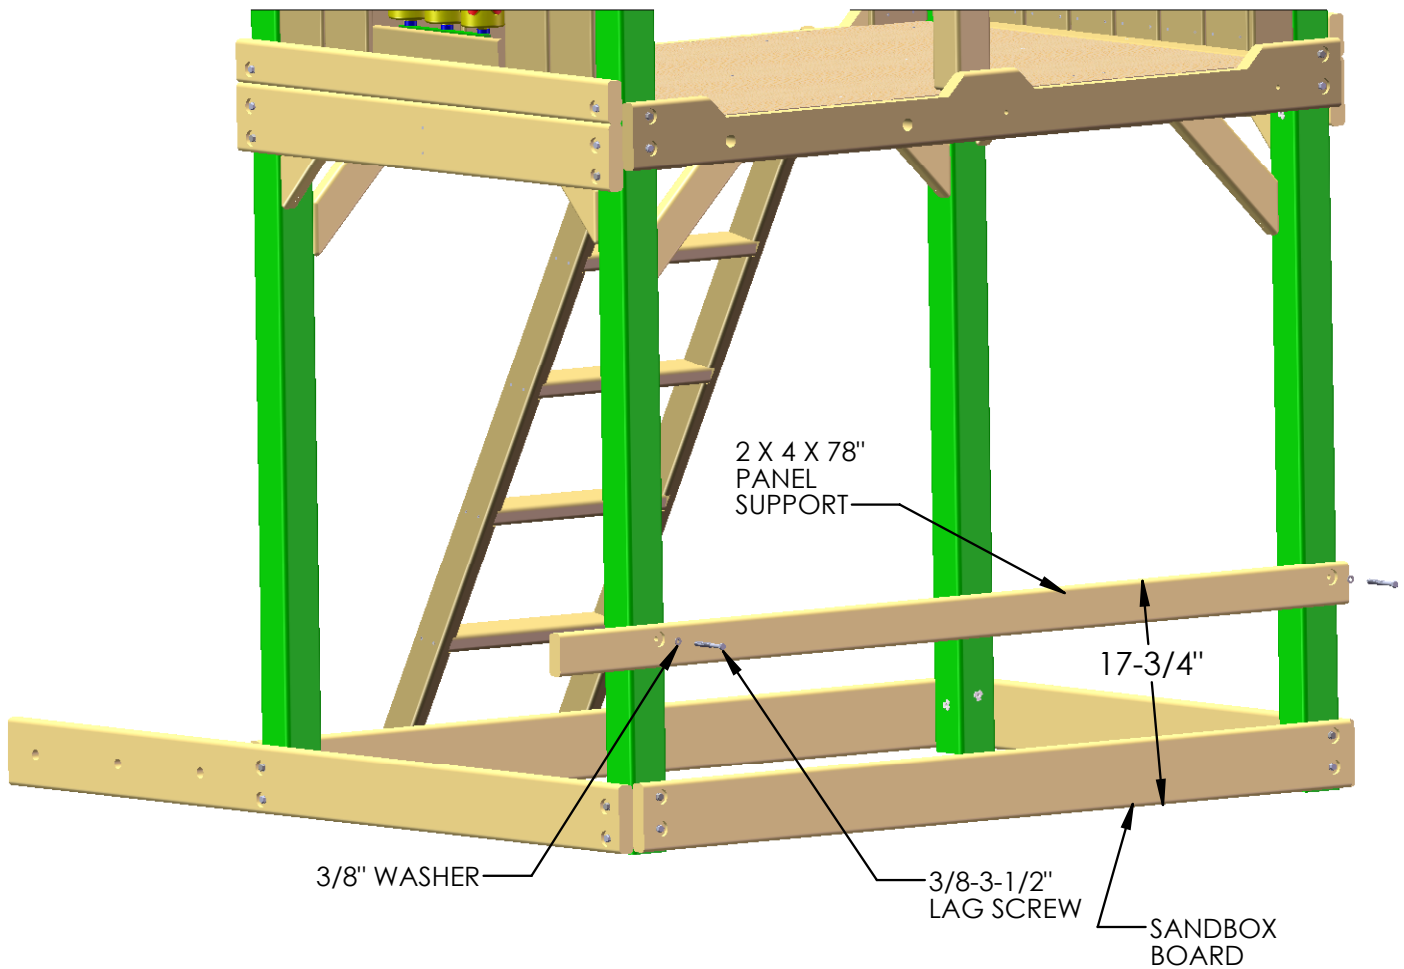 2 X 4 X 78"
PANEL
SUPPORT
17-3/4"
3/8" WASHER
3/8-3-1/2"
LAG SCREW
SANDBOX
BOARD